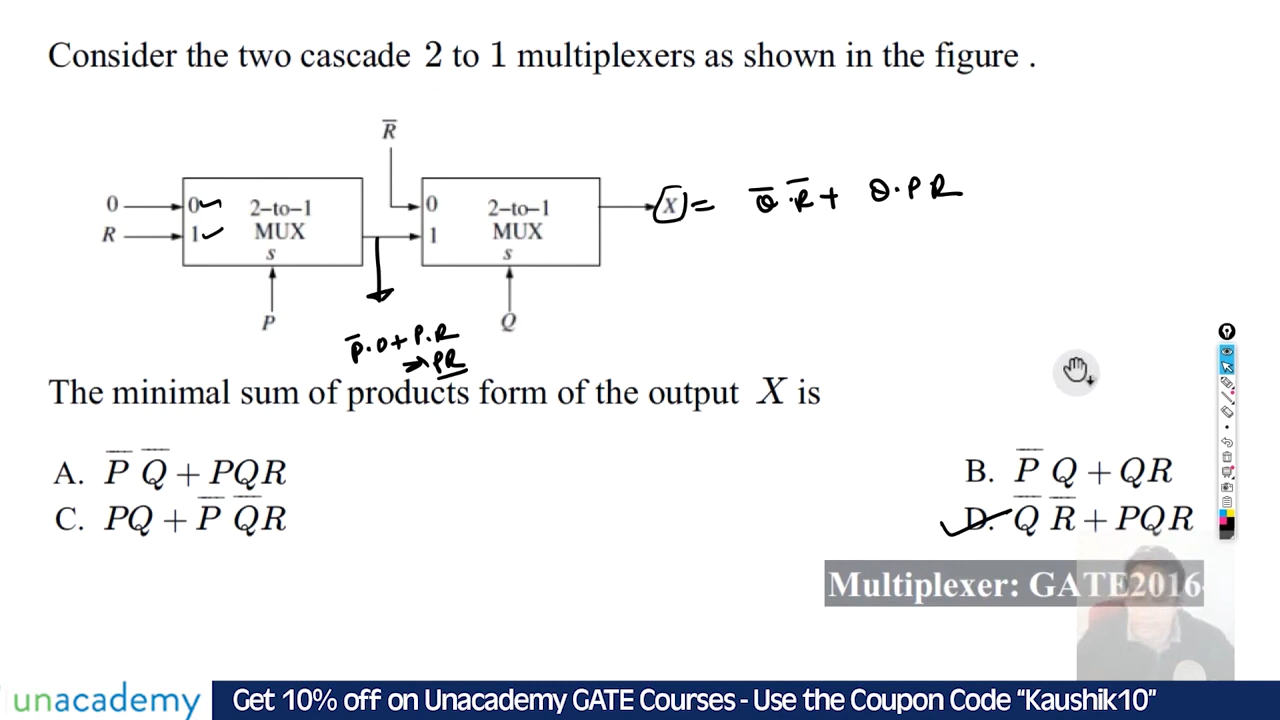 Consider the two cascade 2 to 1 multiplexers as shown in the figure .
R̅
0 0 2–to–1 0 2–to–1 X = Q̅.R̅ + Q.PR
R 1 MUX 1 MUX
s s
P Q
P̅.0+P.R
→PR
The minimal sum of products form of the output X is
A. P̅ Q̅ + PQR B. P̅ Q + QR
C. PQ + P̅ Q̅R D. Q̅ R̅ + PQR
Multiplexer: GATE2016-
unacademy Get 10% off on Unacademy GATE Courses - Use the Coupon Code “Kaushik10”